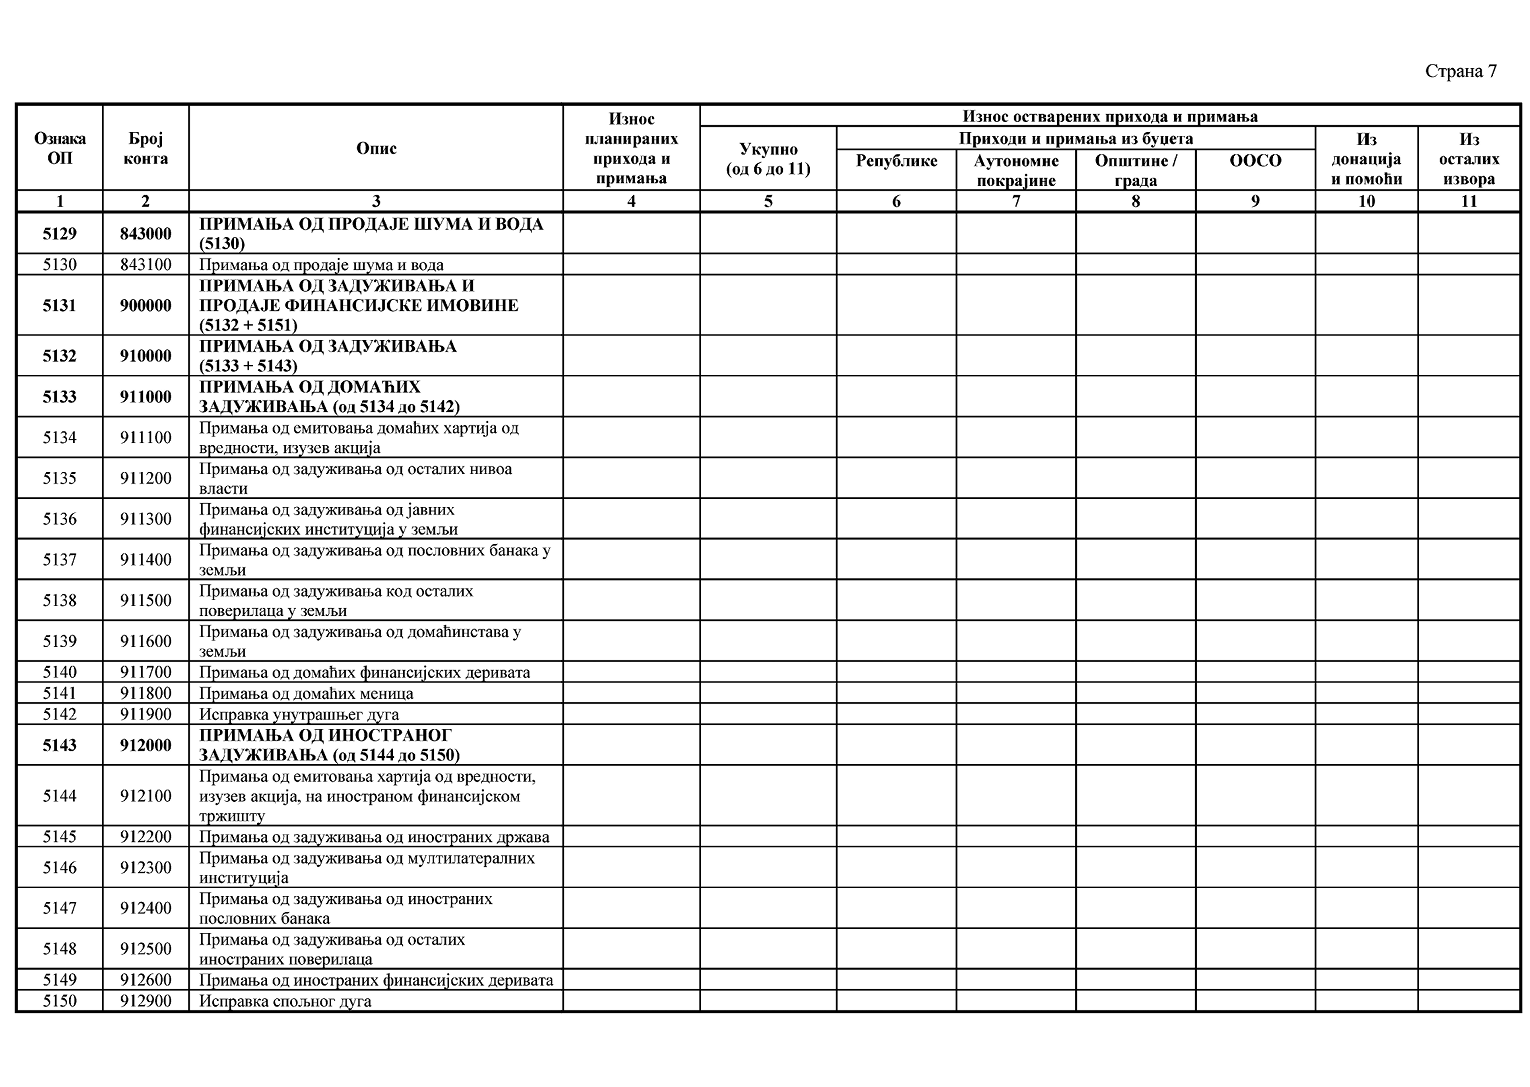 Страна 7
Ознака ОП
Број конта
Опис
Износ планираних прихода и примања
Износ остварених прихода и примања
Укупно (од 6 до 11)
Приходи и примања из буџета
Републике
Аутономне покрајине
Општине / града
ООСО
Из донација и помоћи
Из осталих извора
1 2 3 4 5 6 7 8 9 10 11
5129 843000 ПРИМАЊА ОД ПРОДАЈЕ ШУМА И ВОДА
(5130)
5130 843100 Примања од продаје шума и вода
5131 900000 ПРИМАЊА ОД ЗАДУЖИВАЊА И
ПРОДАЈЕ ФИНАНСИЈСКЕ ИМОВИНЕ
(5132 + 5151)
5132 910000 ПРИМАЊА ОД ЗАДУЖИВАЊА
(5133 + 5143)
5133 911000 ПРИМАЊА ОД ДОМАЋИХ
ЗАДУЖИВАЊА (од 5134 до 5142)
5134 911100 Примања од емитовања домаћих хартија од
вредности, изузев акција
5135 911200 Примања од задуживања од осталих нивоа
власти
5136 911300 Примања од задуживања од јавних
финансијских институција у земљи
5137 911400 Примања од задуживања од пословних банака у
земљи
5138 911500 Примања од задуживања код осталих
поверилаца у земљи
5139 911600 Примања од задуживања од домаћинстава у
земљи
5140 911700 Примања од домаћих финансијских деривата
5141 911800 Примања од домаћих меница
5142 911900 Исправка унутрашњег дуга
5143 912000 ПРИМАЊА ОД ИНОСТРАНОГ
ЗАДУЖИВАЊА (од 5144 до 5150)
5144 912100 Примања од емитовања хартија од вредности,
изузев акција, на иностраном финансијском
тржишту
5145 912200 Примања од задуживања од иностраних држава
5146 912300 Примања од задуживања од мултилатералних
институција
5147 912400 Примања од задуживања од иностраних
пословних банака
5148 912500 Примања од задуживања од осталих
иностраних поверилаца
5149 912600 Примања од иностраних финансијских деривата
5150 912900 Исправка спољног дуга